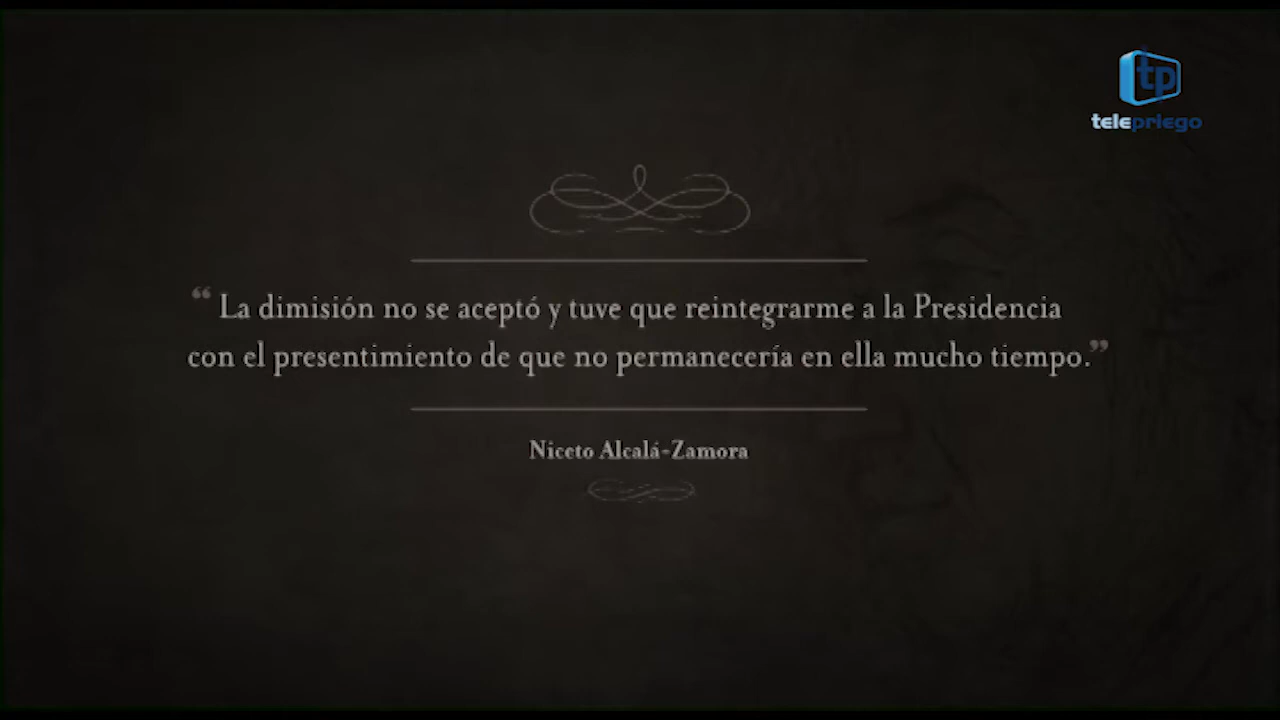 tp
telepriego
“ La dimisión no se aceptó y tuve que reintegrarme a la Presidencia
con el presentimiento de que no permanecería en ella mucho tiempo.”
Niceto Alcalá-Zamora